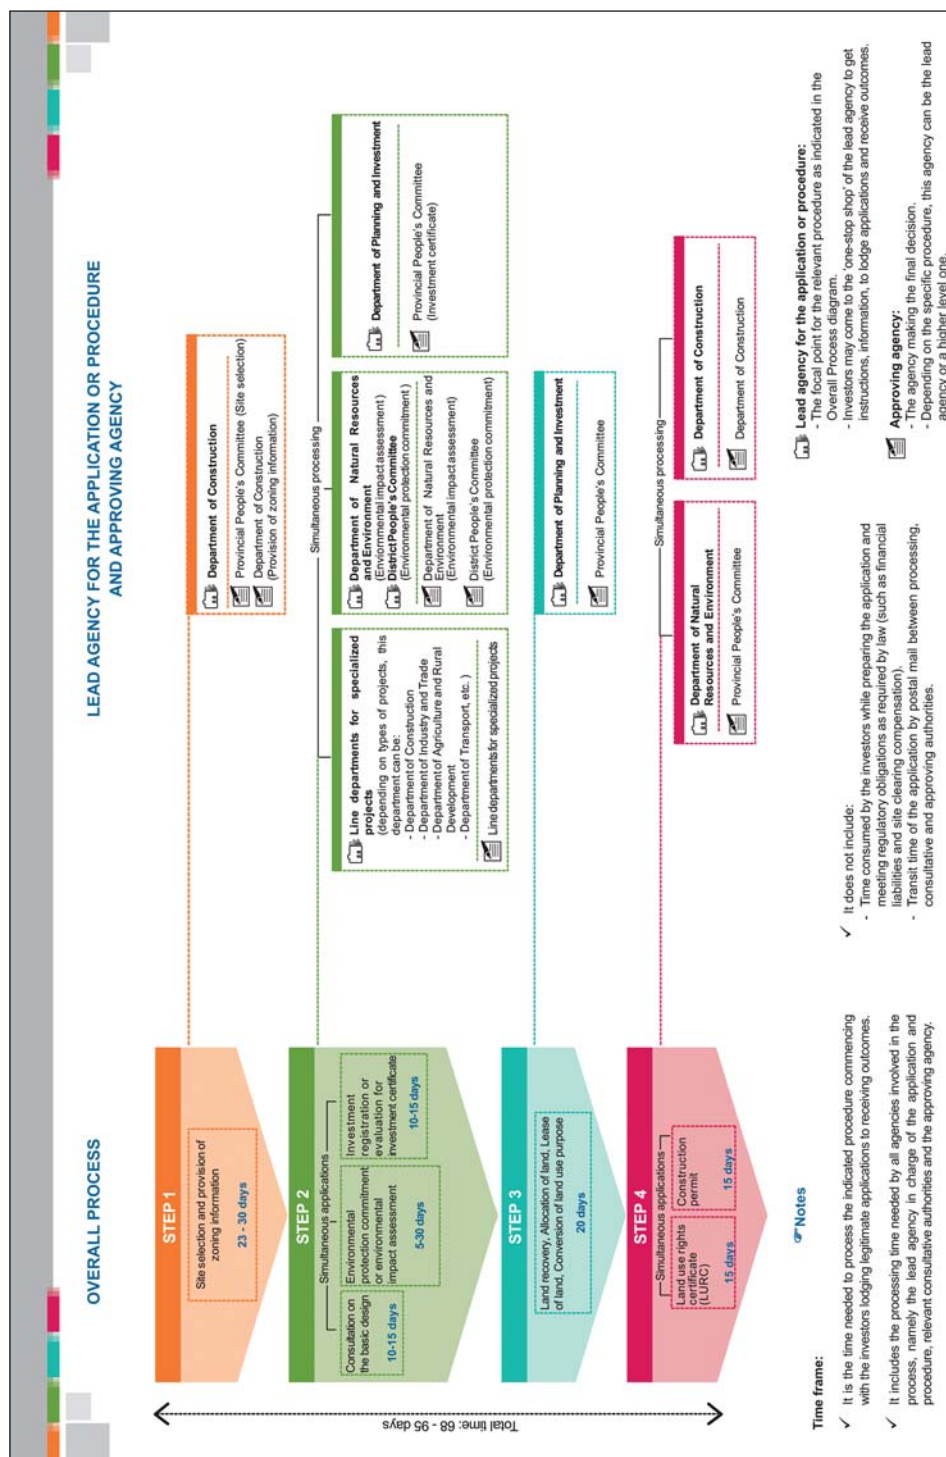 OVERALL PROCESS
LEAD AGENCY FOR THE APPLICATION OR PROCEDURE
AND APPROVING AGENCY
Total time: 68 - 95 days
STEP 1
Site selection and provision of
zoning information
23 - 30 days
Department of Construction
Provincial People's Committee (Site selection)
Department of Construction
(Provision of zoning information)
STEP 2
Simultaneous applications
Consultation on
the basic design
10-15 days
Environmental
protection commitment
or environmental
impact assessment
5-30 days
Investment
registration or
evaluation for
investment certificate
10-15 days
Simultaneous processing
Line departments for specialized
projects
(depending on types of projects, this
department can be:
- Department of Construction
- Department of Industry and Trade
- Department of Agriculture and Rural
Development
- Department of Transport, etc. )
Line departments for specialized projects
Department of Natural Resources
and Environment
(Enviornmental impact assessment)
District People's Committee
(Environmental protection commitment)
Department of Natural Resources and
Environment
(Environmental impact assessment)
District People's Committee
(Environmental protection commitment)
Department of Planning and Investment
Provincial People's Committee
(Investment certificate)
STEP 3
Land recovery, Allocation of land, Lease
of land, Conversion of land use purpose
20 days
Department of Planning and Investment
Provincial People's Committee
STEP 4
Simultaneous applications
Land use rights
certificate
(LURC)
15 days
Construction
permit
15 days
Simultaneous processing
Department of Natural
Resources and Environment
Provincial People's Committee
Department of Construction
Department of Construction
Notes
Time frame:
✓ It is the time needed to process the indicated procedure commencing
with the investors lodging legitimate applications to receiving outcomes.
✓ It includes the processing time needed by all agencies involved in the
process, namely the lead agency in charge of the application and
procedure, relevant consultative authorities and the approving agency.
✓ It does not include:
- Time consumed by the investors while preparing the application and
meeting regulatory obligations as required by law (such as financial
liabilities and site clearing compensation).
- Transit time of the application by postal mail between processing,
consultative and approving authorities.
Lead agency for the application or procedure:
- The focal point for the relevant procedure as indicated in the
Overall Process diagram.
- Investors may come to the 'one-stop shop' of the lead agency to get
instructions, information, to lodge applications and receive outcomes.
Approving agency:
- The agency making the final decision.
- Depending on the specific procedure, this agency can be the lead
agency or a higher level one.